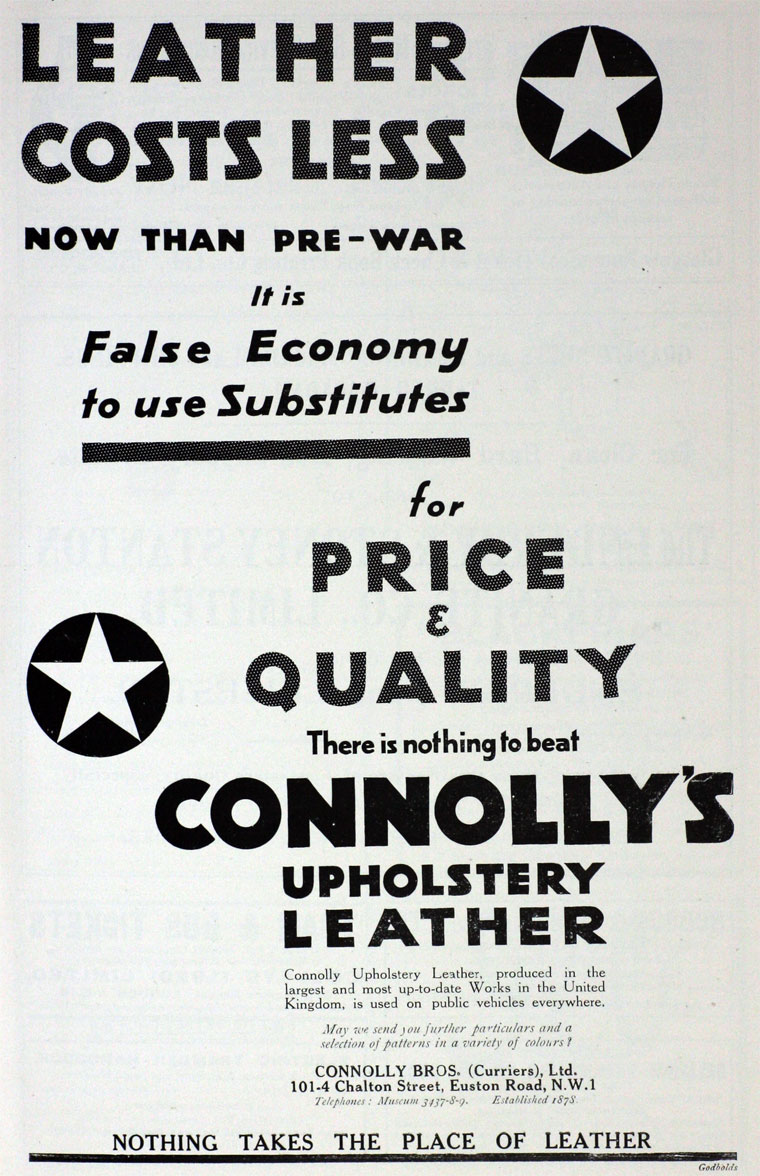 LEATHER
COSTS LESS
NOW THAN PRE-WAR
It is
False Economy
to use Substitutes
for
PRICE
&
QUALITY
There is nothing to beat
CONNOLLY'S
UPHOLSTERY
LEATHER
Connolly Upholstery Leather, produced in the
largest and most up-to-date Works in the United
Kingdom, is used on public vehicles everywhere.
May we send you further particulars and a
selection of patterns in a variety of colours?
CONNOLLY BROS. (Curriers), Ltd.
101-4 Chalton Street, Euston Road, N.W.1
Telephones: Museum 3437-8-9. Established 1878.
NOTHING TAKES THE PLACE OF LEATHER
Godbolds